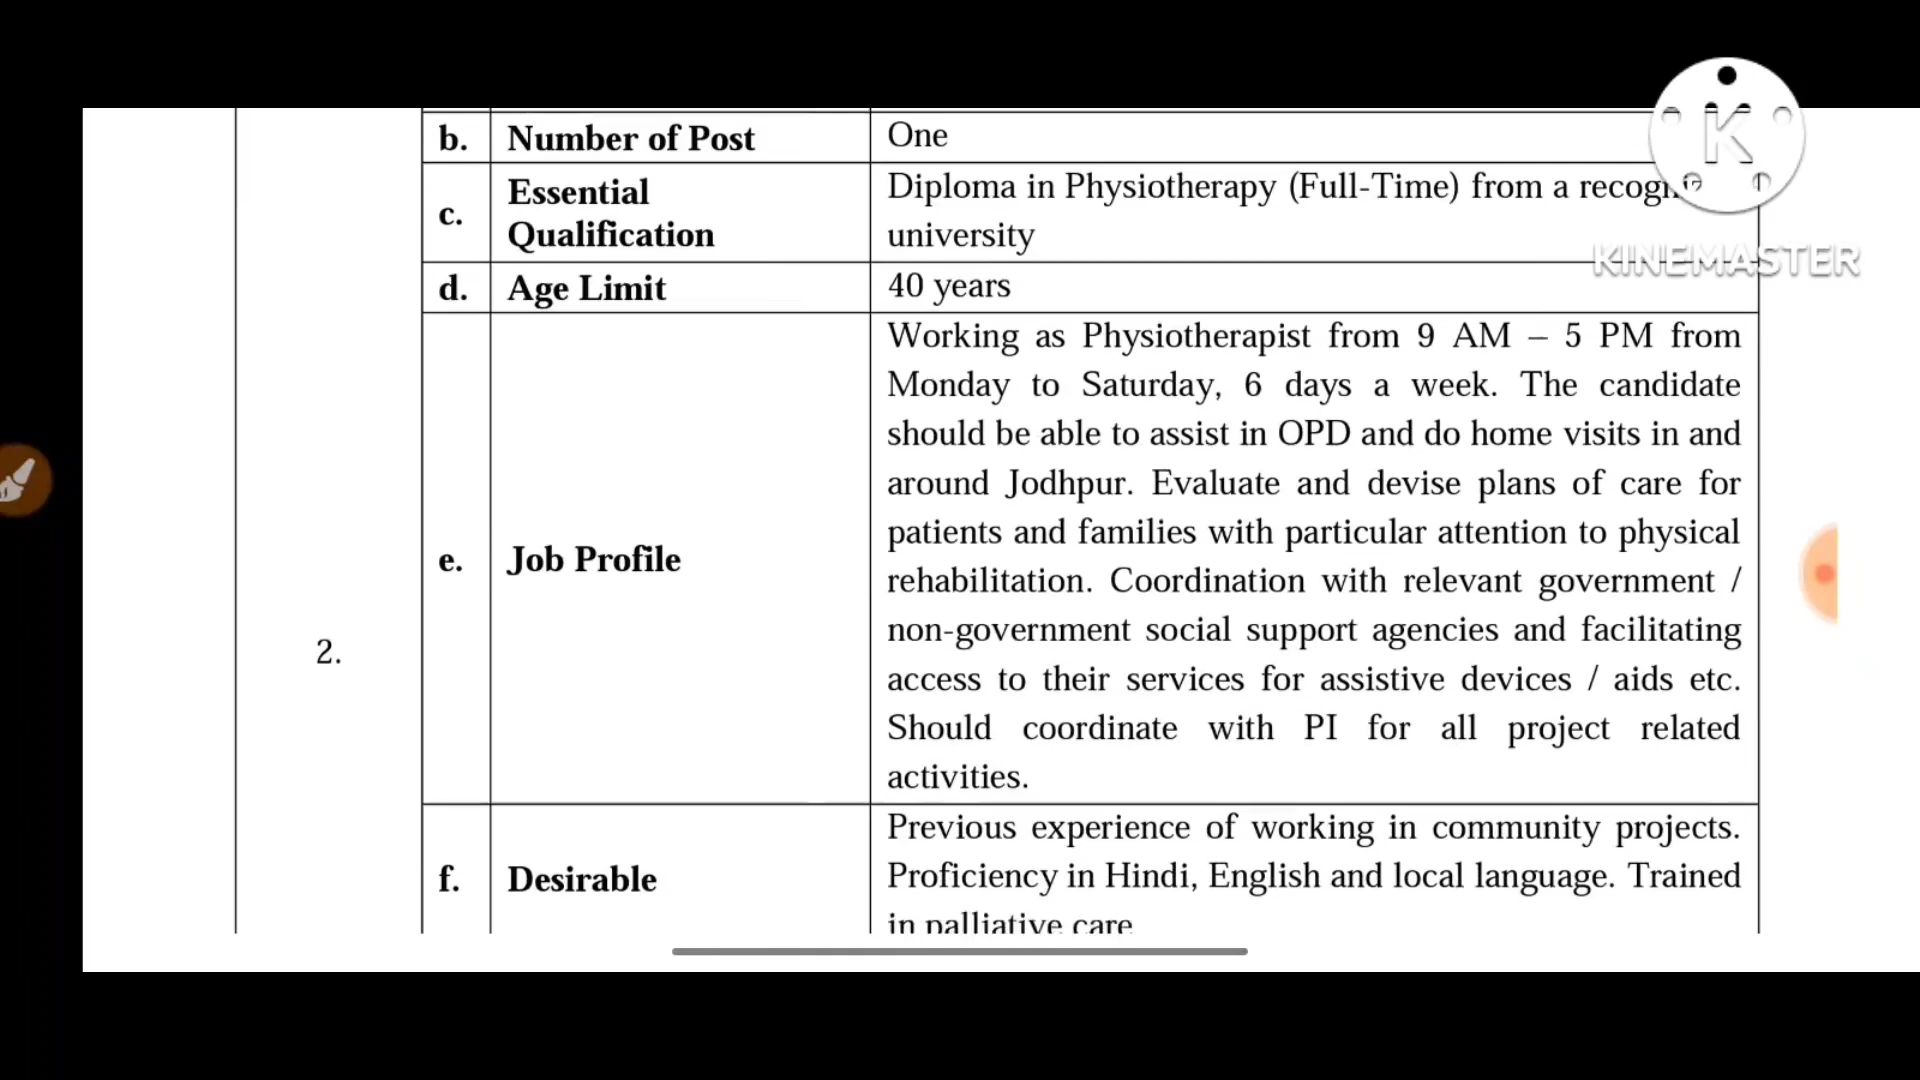 b. Number of Post One
c. Essential Qualification Diploma in Physiotherapy (Full-Time) from a
university
d. Age Limit 40 years
Working as Physiotherapist from 9 AM – 5 PM from
Monday to Saturday, 6 days a week. The candidate
should be able to assist in OPD and do home visits in and
around Jodhpur. Evaluate and devise plans of care for
patients and families with particular attention to physical
rehabilitation. Coordination with relevant government /
non-government social support agencies and facilitating
access to their services for assistive devices / aids etc.
Should coordinate with PI for all project related
activities.
e. Job Profile
2.
f. Desirable
Previous experience of working in community projects.
Proficiency in Hindi, English and local language. Trained
in palliative care
K
KINEMASTER